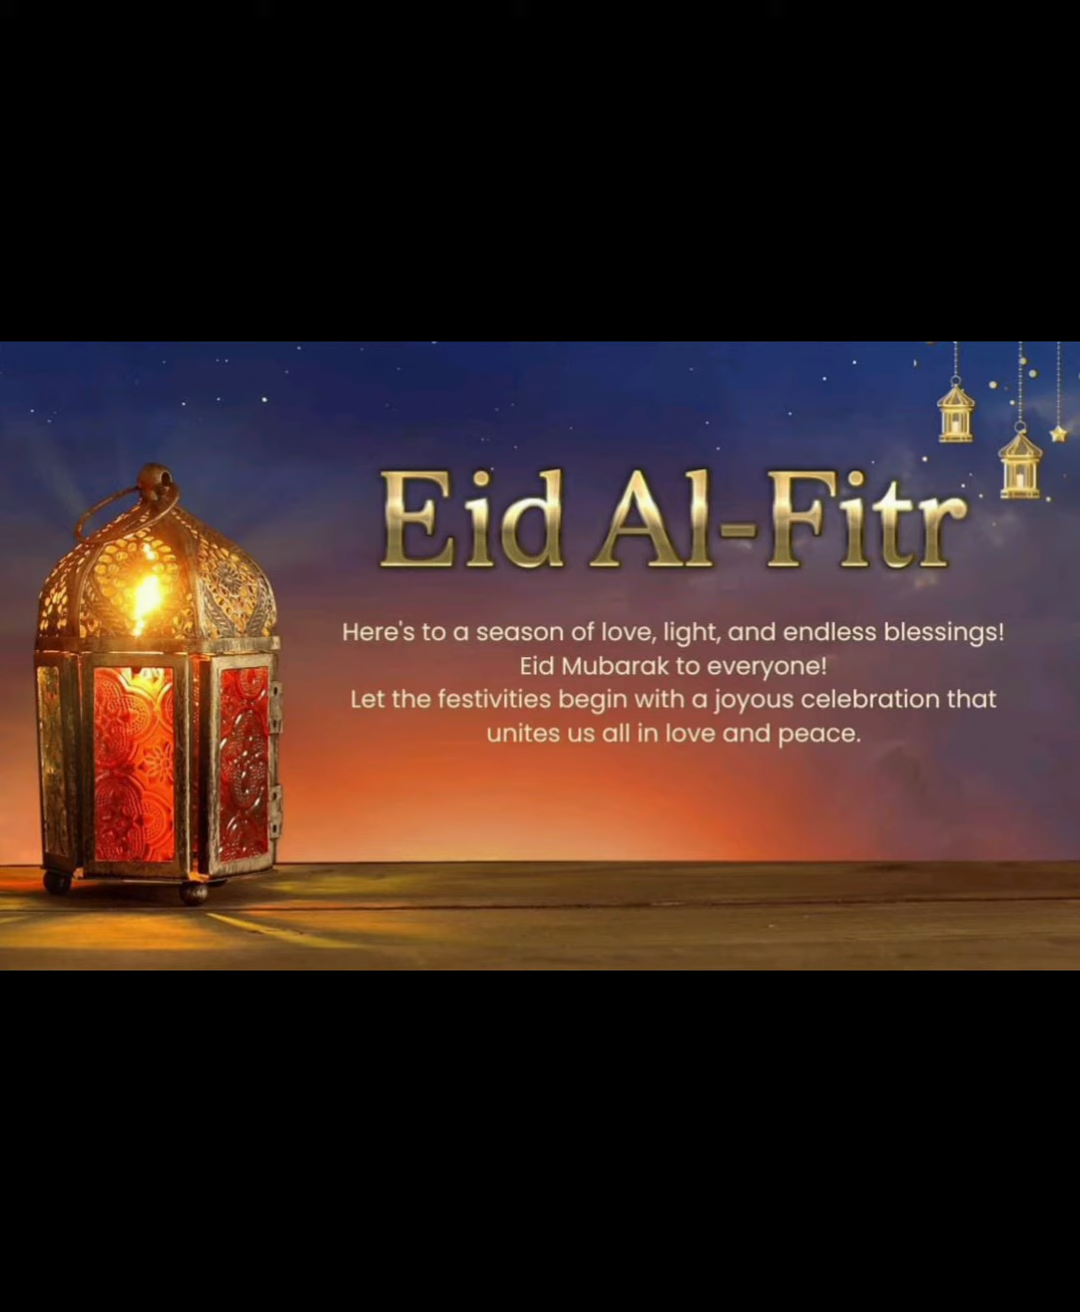 Eid Al-Fitr
Here's to a season of love, light, and endless blessings!
Eid Mubarak to everyone!
Let the festivities begin with a joyous celebration that
unites us all in love and peace.